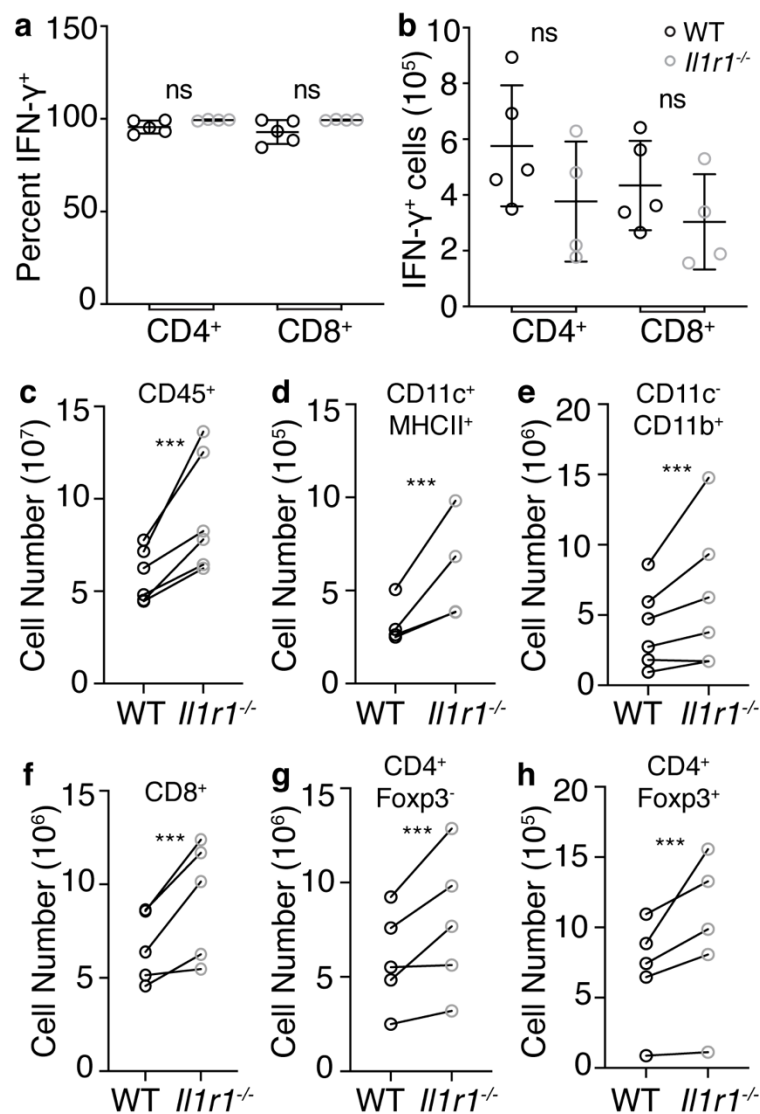 a
150
100
50
0
Percent IFN-γ⁺
ns
ns
CD4⁺
CD8⁺
b
10
8
6
4
2
0
IFN-γ⁺ cells (10⁵)
ns
ns
WT
Il1r1⁻/⁻
CD4⁺
CD8⁺
c
CD45⁺
15
10
5
0
Cell Number (10⁷)
***
WT Il1r1⁻/⁻
d
CD11c⁺
MHCII⁺
15
10
5
0
Cell Number (10⁵)
***
WT Il1r1⁻/⁻
e
CD11c⁻
CD11b⁺
20
15
10
5
0
Cell Number (10⁶)
***
WT Il1r1⁻/⁻
f
CD8⁺
15
10
5
0
Cell Number (10⁶)
***
WT Il1r1⁻/⁻
g
CD4⁺
Foxp3⁻
15
10
5
0
Cell Number (10⁶)
***
WT Il1r1⁻/⁻
h
CD4⁺
Foxp3⁺
20
15
10
5
0
Cell Number (10⁵)
***
WT Il1r1⁻/⁻